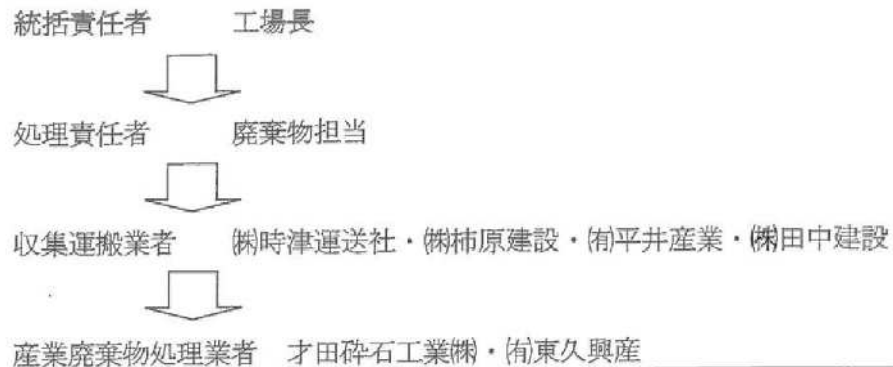 統括責任者　工場長
処理責任者　廃棄物担当
収集運搬業者　㈱時津運送社・㈱柿原建設・㈲平井産業・㈱田中建設
産業廃棄物処理業者　才田砕石工業㈱・㈲東久興産